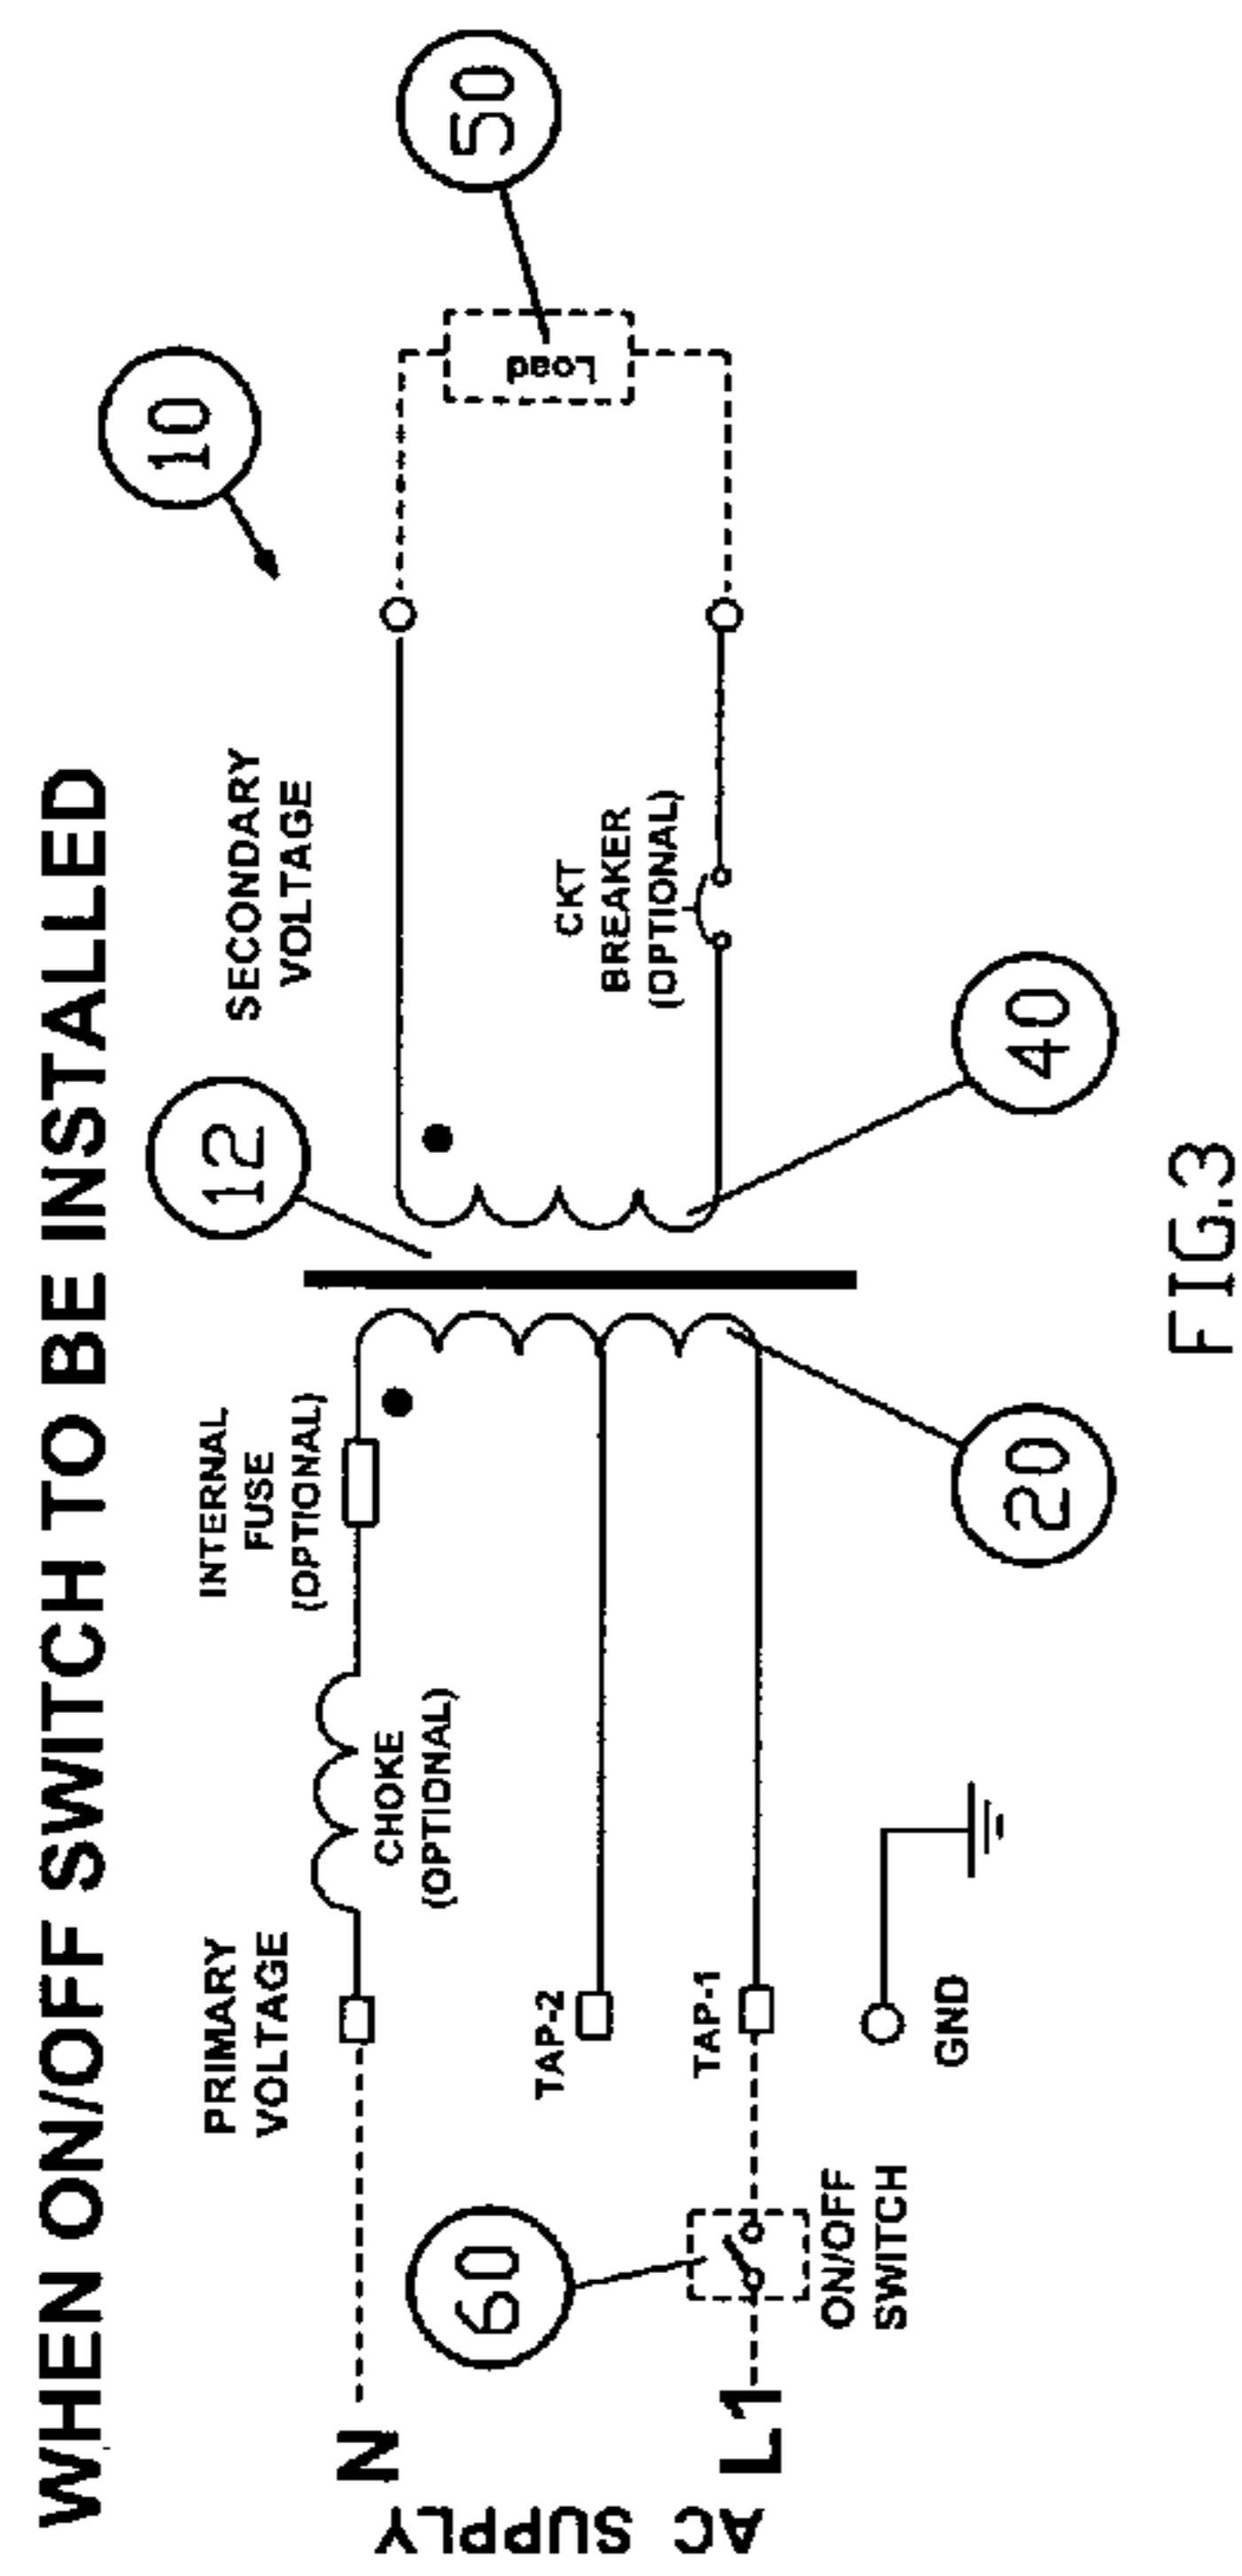 WHEN ON/OFF SWITCH TO BE INSTALLED
10
12
50
PRIMARY
VOLTAGE
INTERNAL
FUSE
(OPTIONAL)
SECONDARY
VOLTAGE
N
CHOKE
(OPTIONAL)
Load
AC SUPPLY
60
TAP-2
CKT
BREAKER
(OPTIONAL)
L1
TAP-1
ON/OFF
SWITCH
GND
20
40
FIG.3